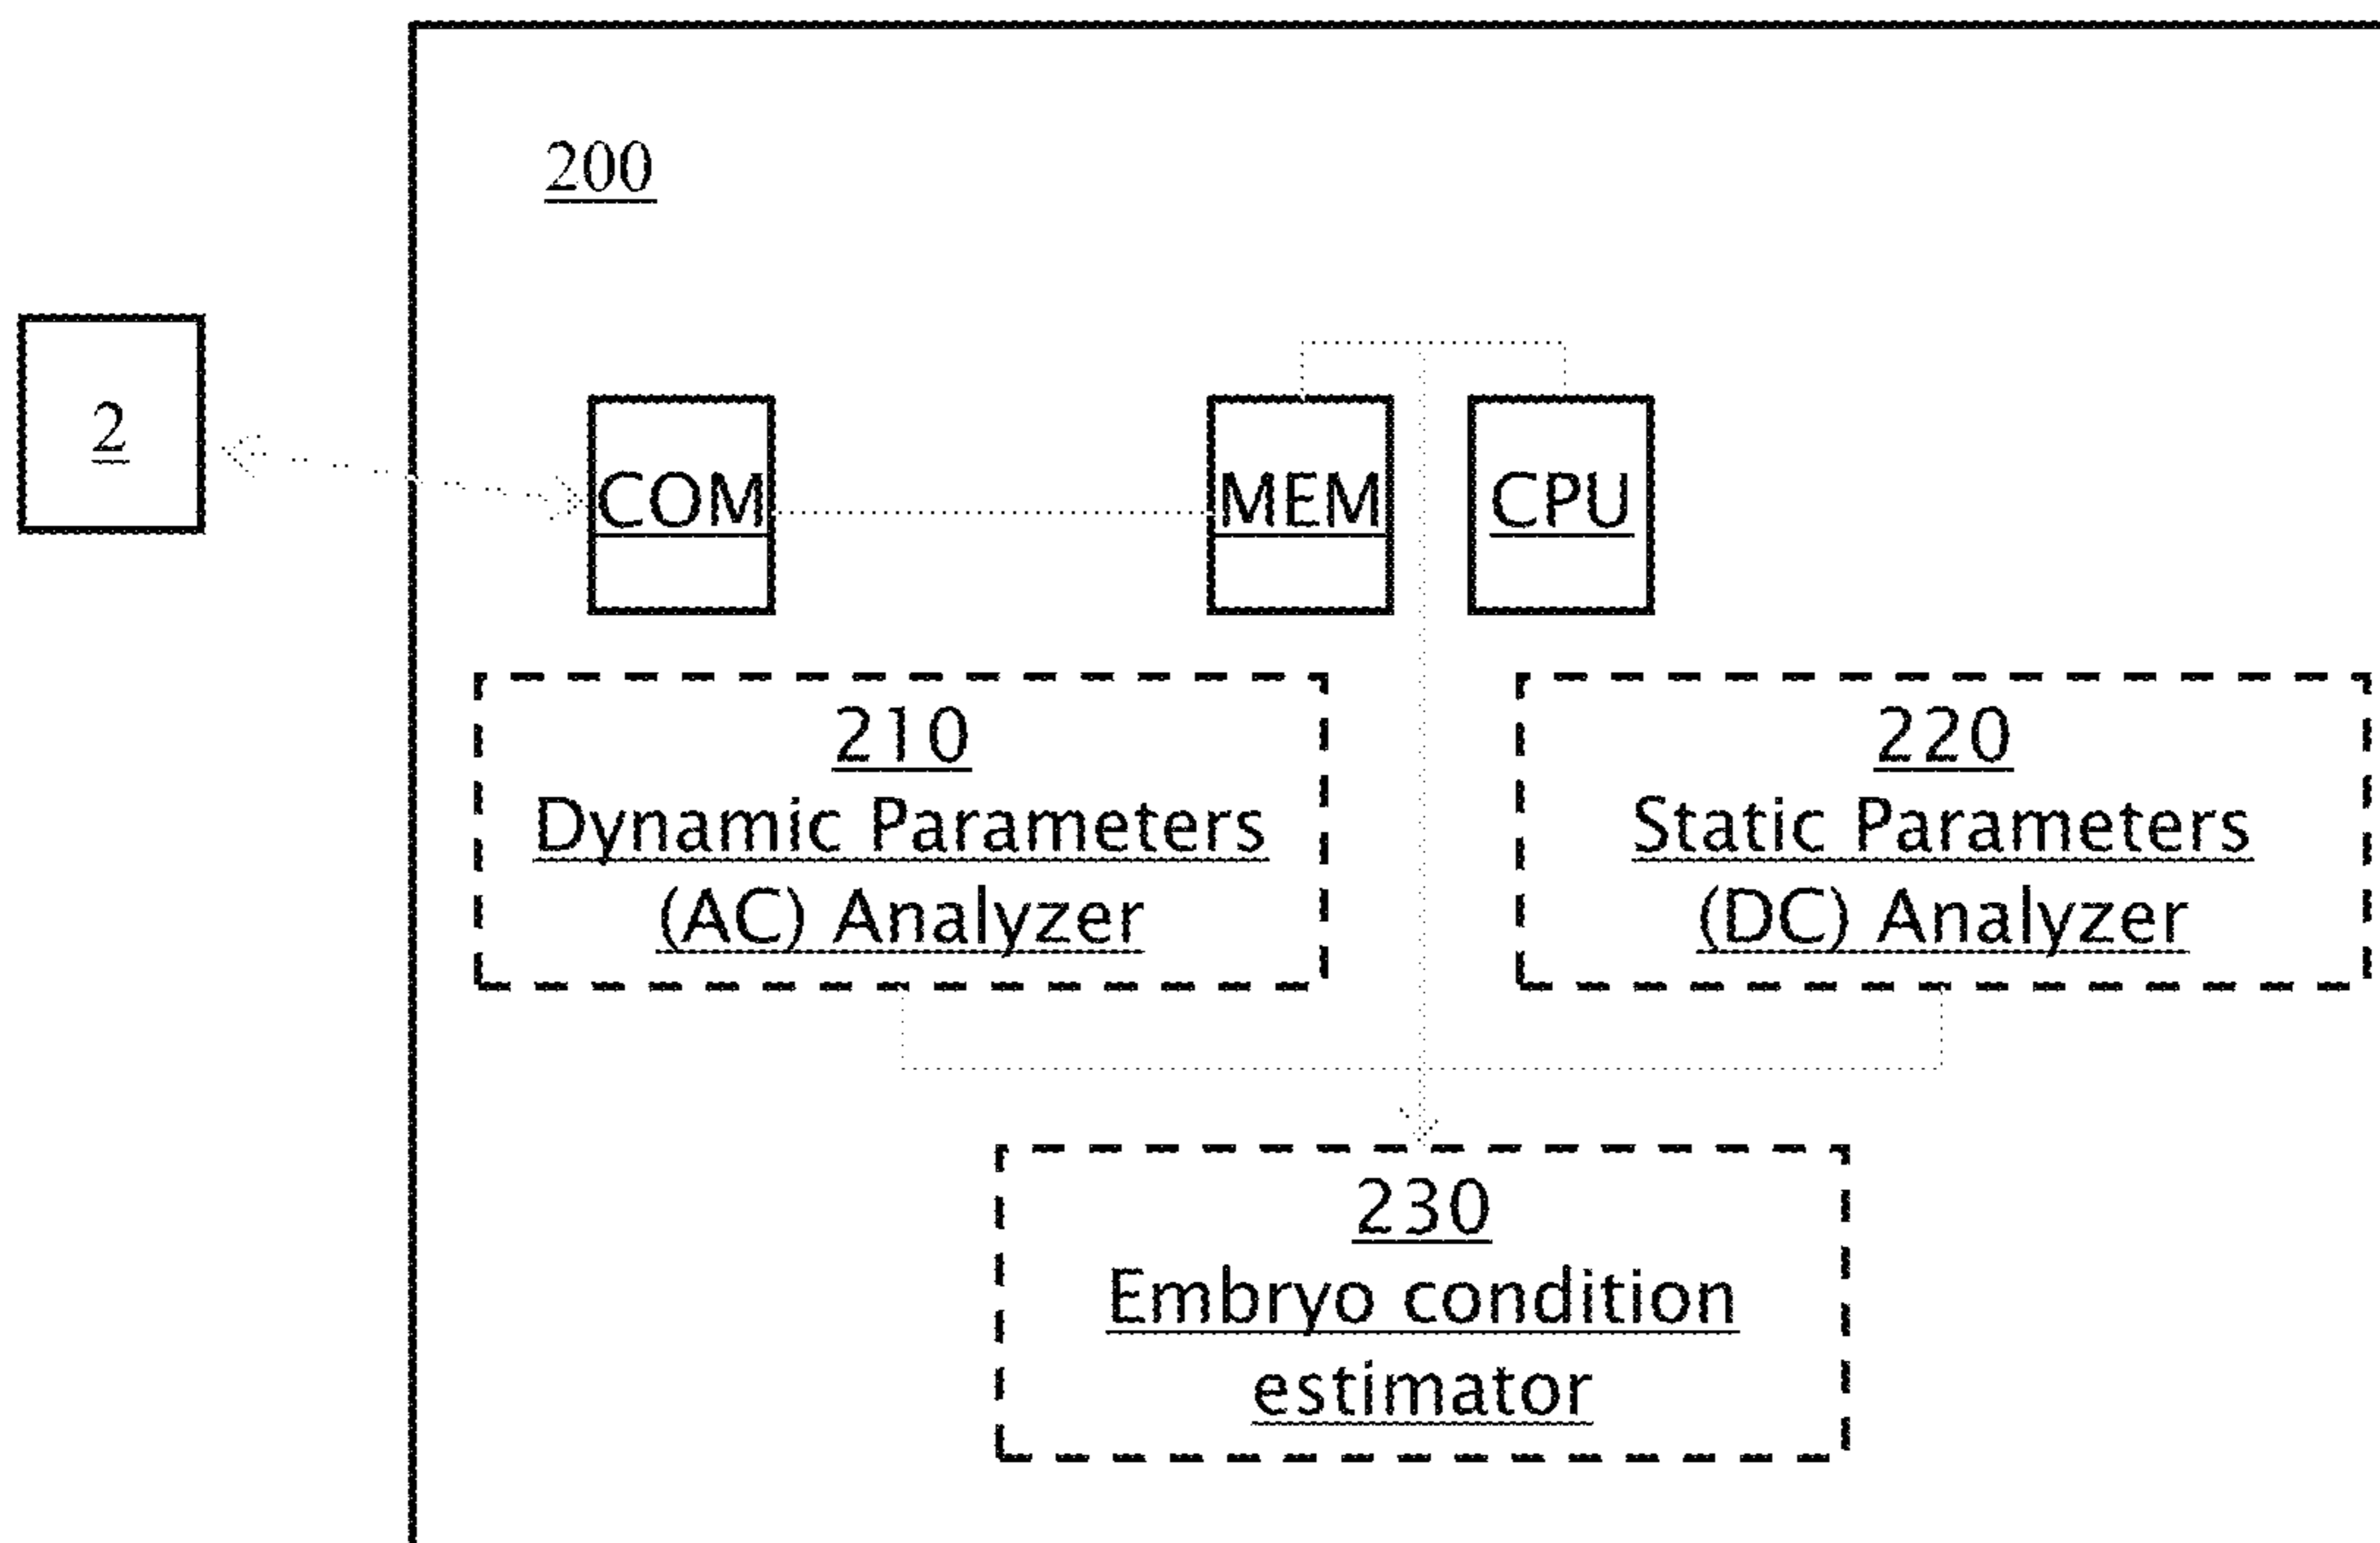 200
2
COM
MEM
CPU
210
Dynamic Parameters
(AC) Analyzer
220
Static Parameters
(DC) Analyzer
230
Embryo condition
estimator